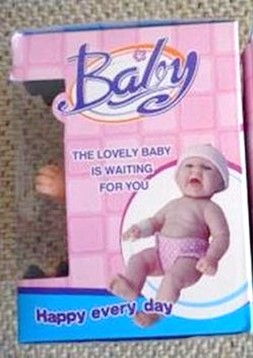 Baby
THE LOVELY BABY
IS WAITING
FOR YOU
Happy every day